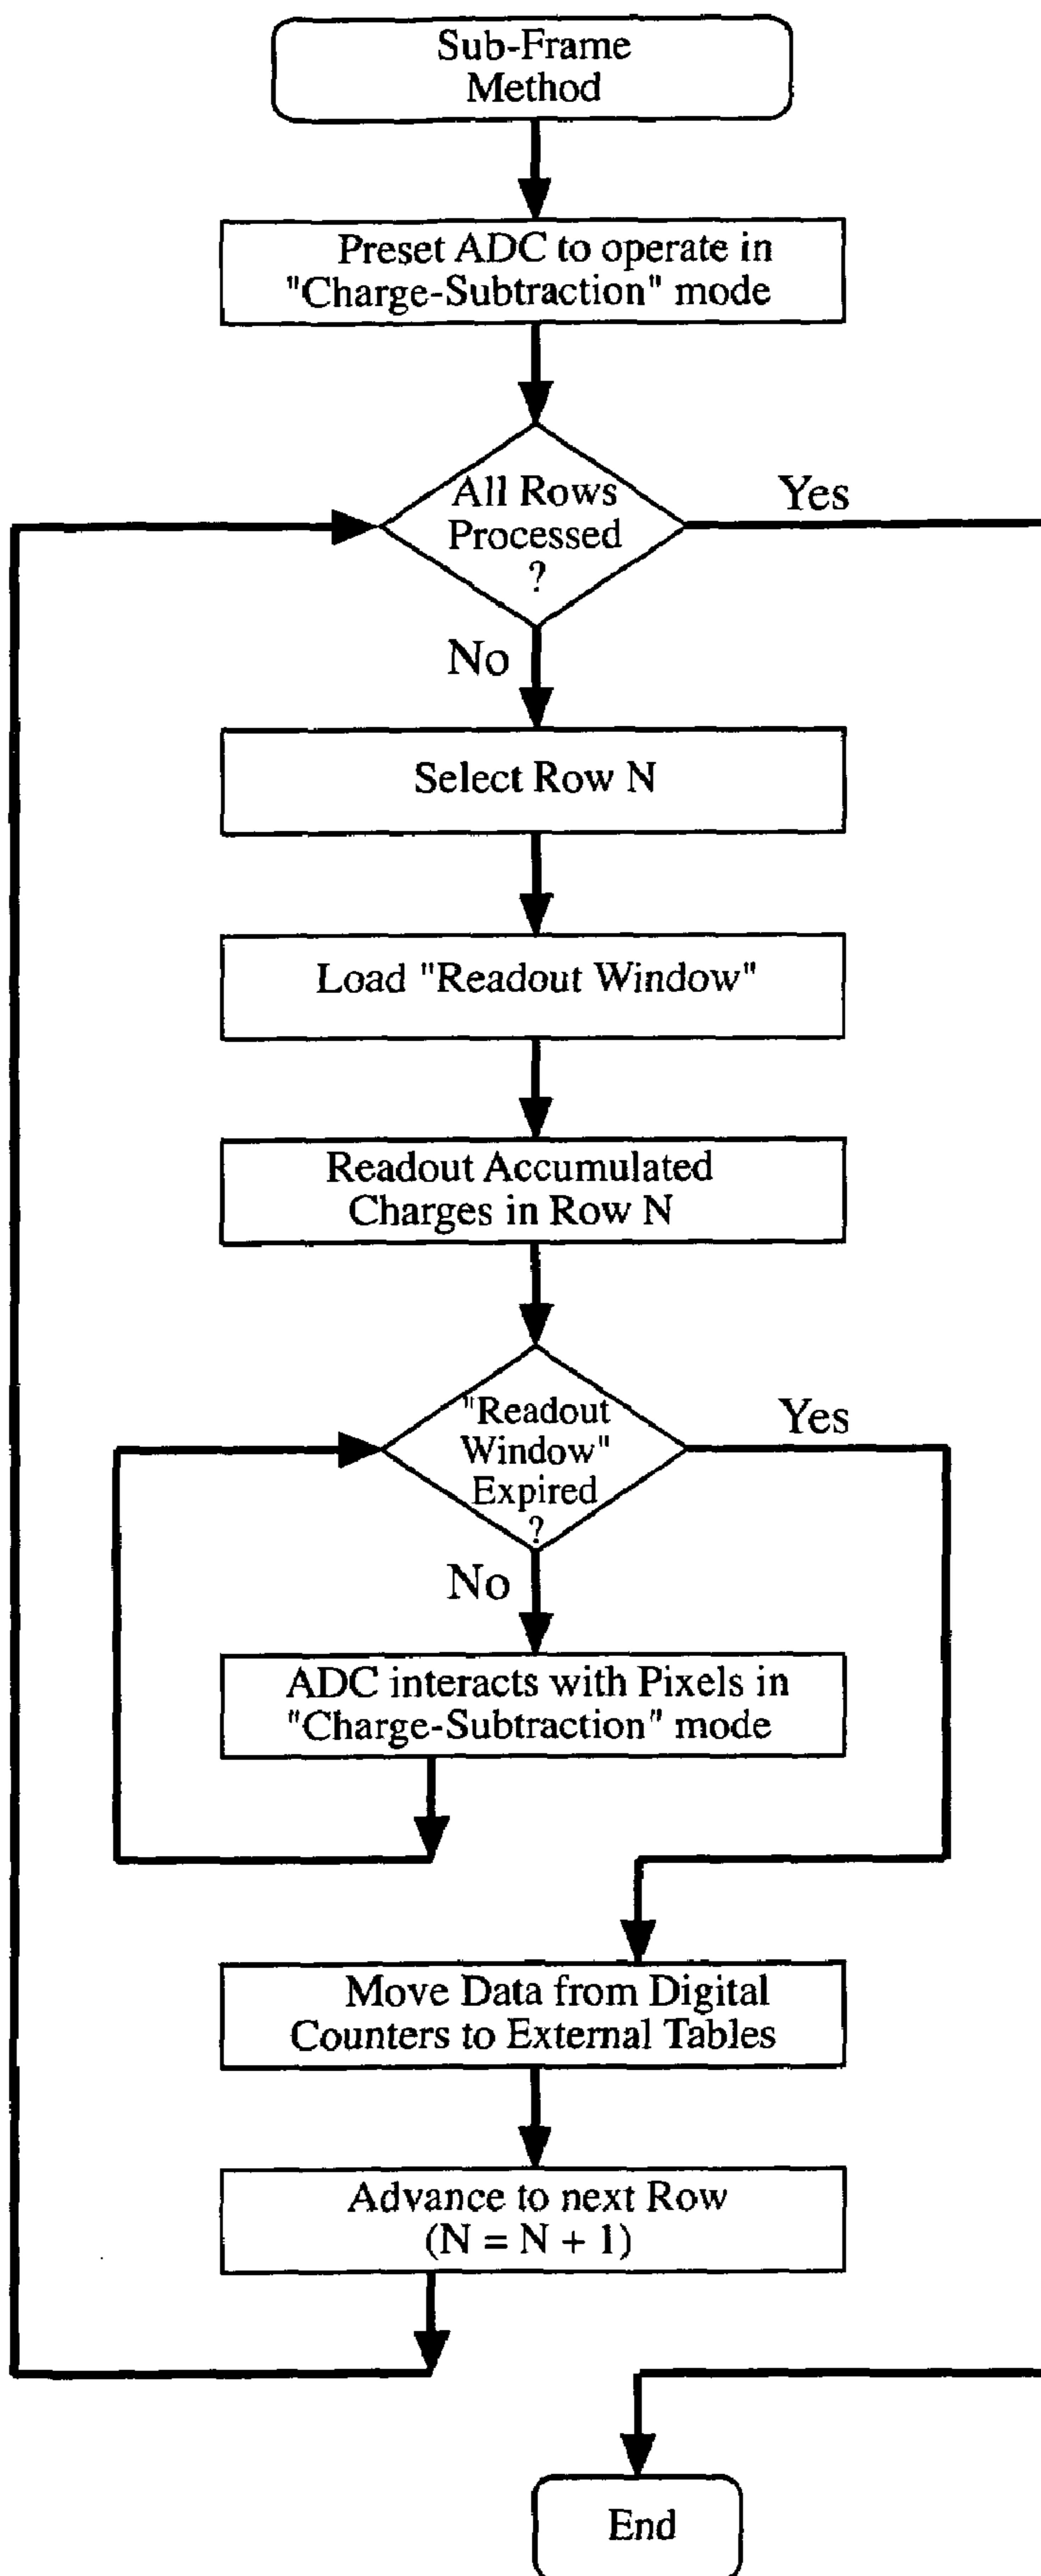 Sub-Frame
Method
Preset ADC to operate in
"Charge-Subtraction" mode
All Rows
Processed
?
Yes
No
Select Row N
Load "Readout Window"
Readout Accumulated
Charges in Row N
"Readout
Window"
Expired
?
Yes
No
ADC interacts with Pixels in
"Charge-Subtraction" mode
Move Data from Digital
Counters to External Tables
Advance to next Row
(N = N + 1)
End